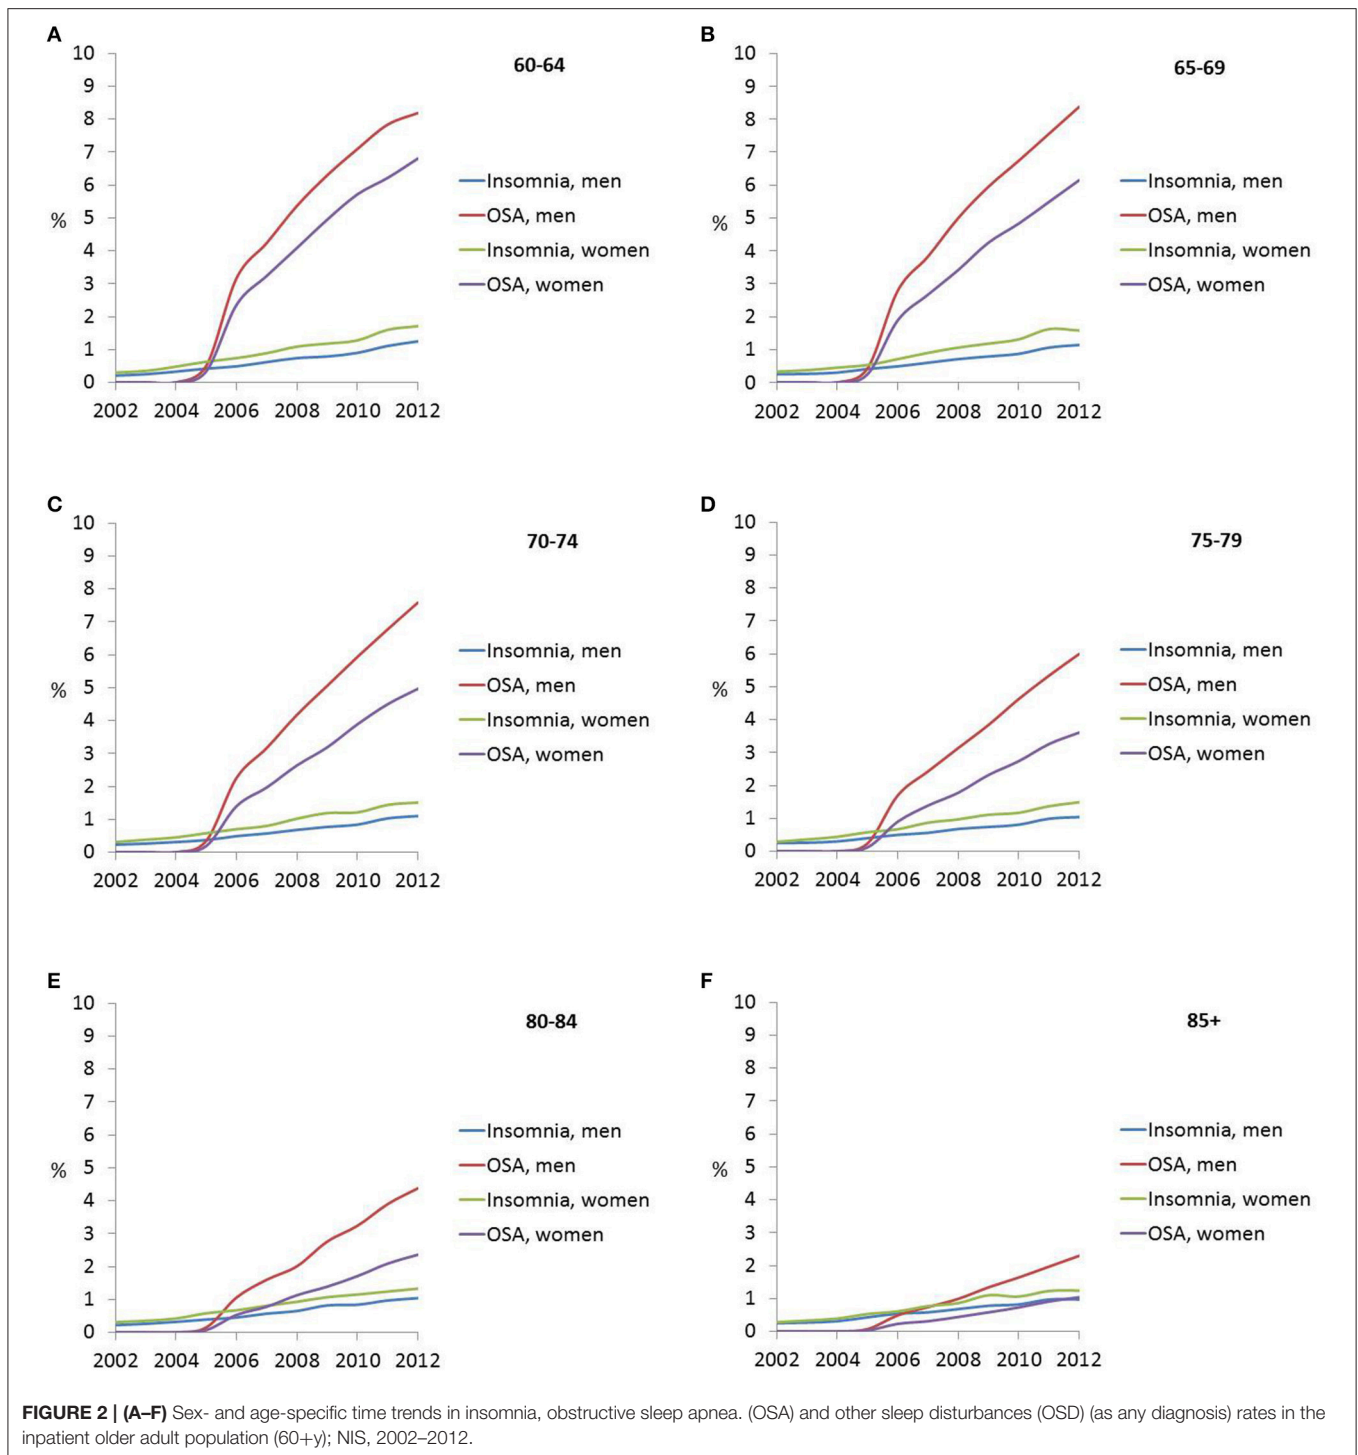 A
60-64
10
9
8
7
6
5
4
3
2
1
0
%
2002 2004 2006 2008 2010 2012
Insomnia, men
OSA, men
Insomnia, women
OSA, women
B
65-69
10
9
8
7
6
5
4
3
2
1
0
%
2002 2004 2006 2008 2010 2012
Insomnia, men
OSA, men
Insomnia, women
OSA, women
C
70-74
10
9
8
7
6
5
4
3
2
1
0
%
2002 2004 2006 2008 2010 2012
Insomnia, men
OSA, men
Insomnia, women
OSA, women
D
75-79
10
9
8
7
6
5
4
3
2
1
0
%
2002 2004 2006 2008 2010 2012
Insomnia, men
OSA, men
Insomnia, women
OSA, women
E
80-84
10
9
8
7
6
5
4
3
2
1
0
%
2002 2004 2006 2008 2010 2012
Insomnia, men
OSA, men
Insomnia, women
OSA, women
F
85+
10
9
8
7
6
5
4
3
2
1
0
%
2002 2004 2006 2008 2010 2012
Insomnia, men
OSA, men
Insomnia, women
OSA, women
FIGURE 2 | (A–F) Sex- and age-specific time trends in insomnia, obstructive sleep apnea. (OSA) and other sleep disturbances (OSD) (as any diagnosis) rates in the
inpatient older adult population (60+y); NIS, 2002–2012.